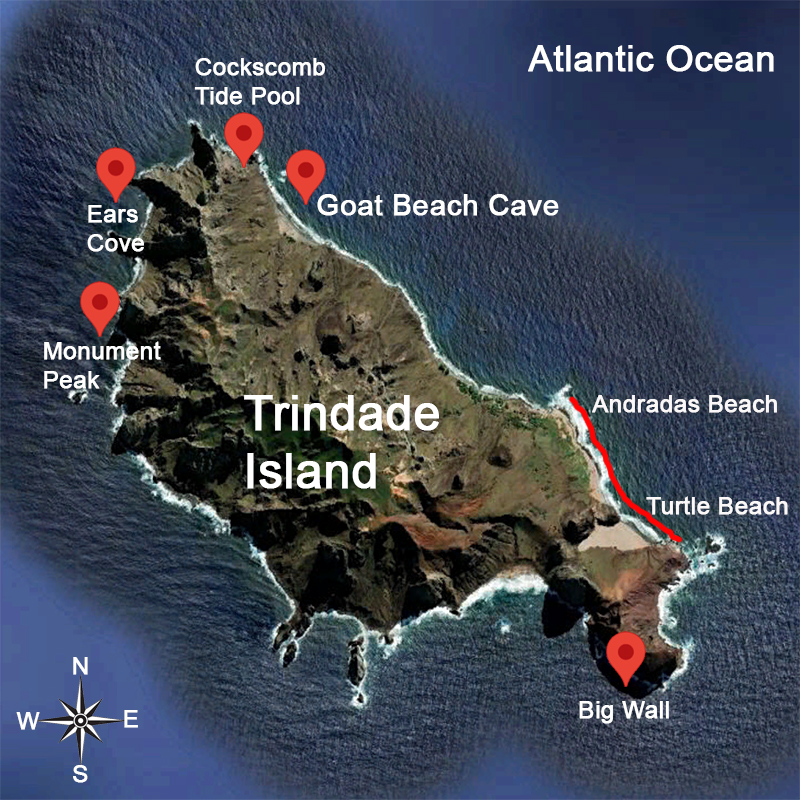 Atlantic Ocean
Cockscomb
Tide Pool
Goat Beach Cave
Ears
Cove
Monument
Peak
Trindade
Island
Andradas Beach
Turtle Beach
Big Wall
N
W
E
S